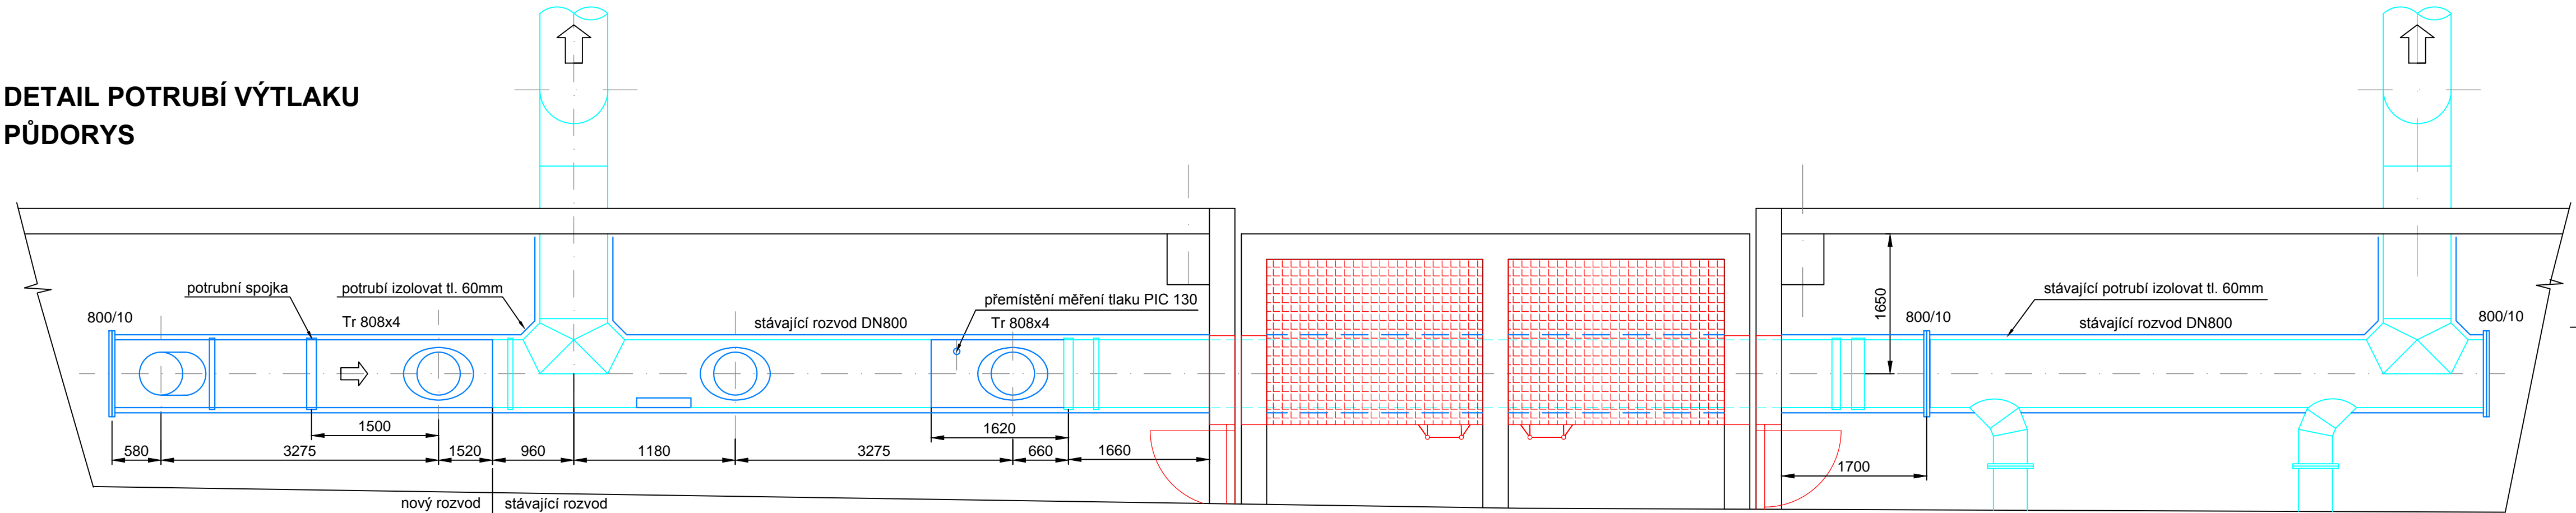 DETAIL POTRUBÍ VÝTLAKU
PŮDORYS
potrubní spojka
potrubí izolovat tl. 60mm
přemístění měření tlaku PIC 130
stávající potrubí izolovat tl. 60mm
1650
800/10
Tr 808x4
stávající rozvod DN800
Tr 808x4
800/10
stávající rozvod DN800
800/10
1500
1620
580
3275
1520
960
1180
3275
660
1660
1700
nový rozvod
stávající rozvod